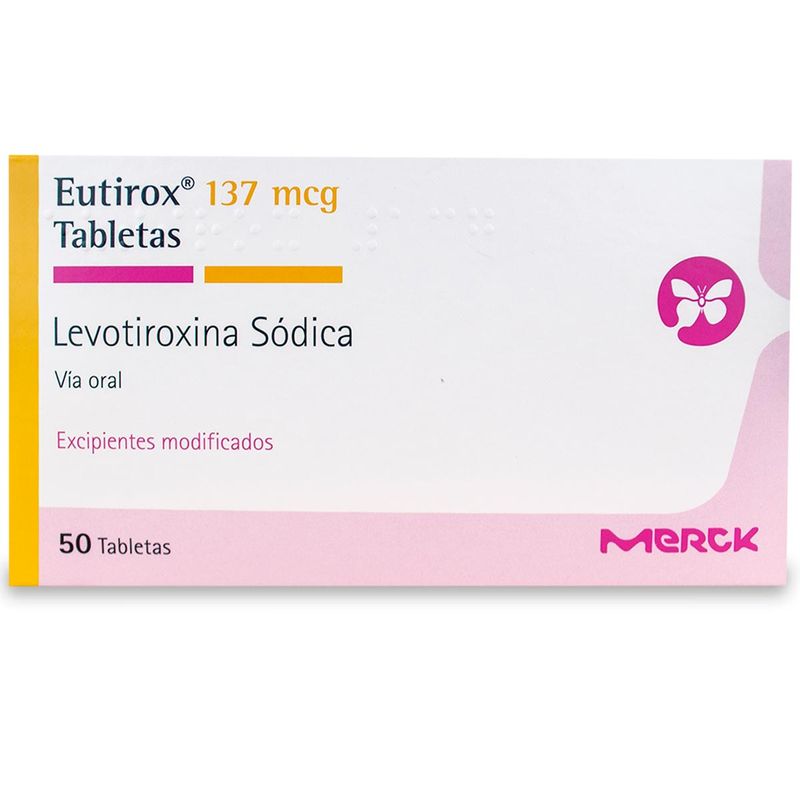 Eutirox® 137 mcg
Tabletas
Levotiroxina Sódica
Vía oral
Excipientes modificados
50 Tabletas
MERCK